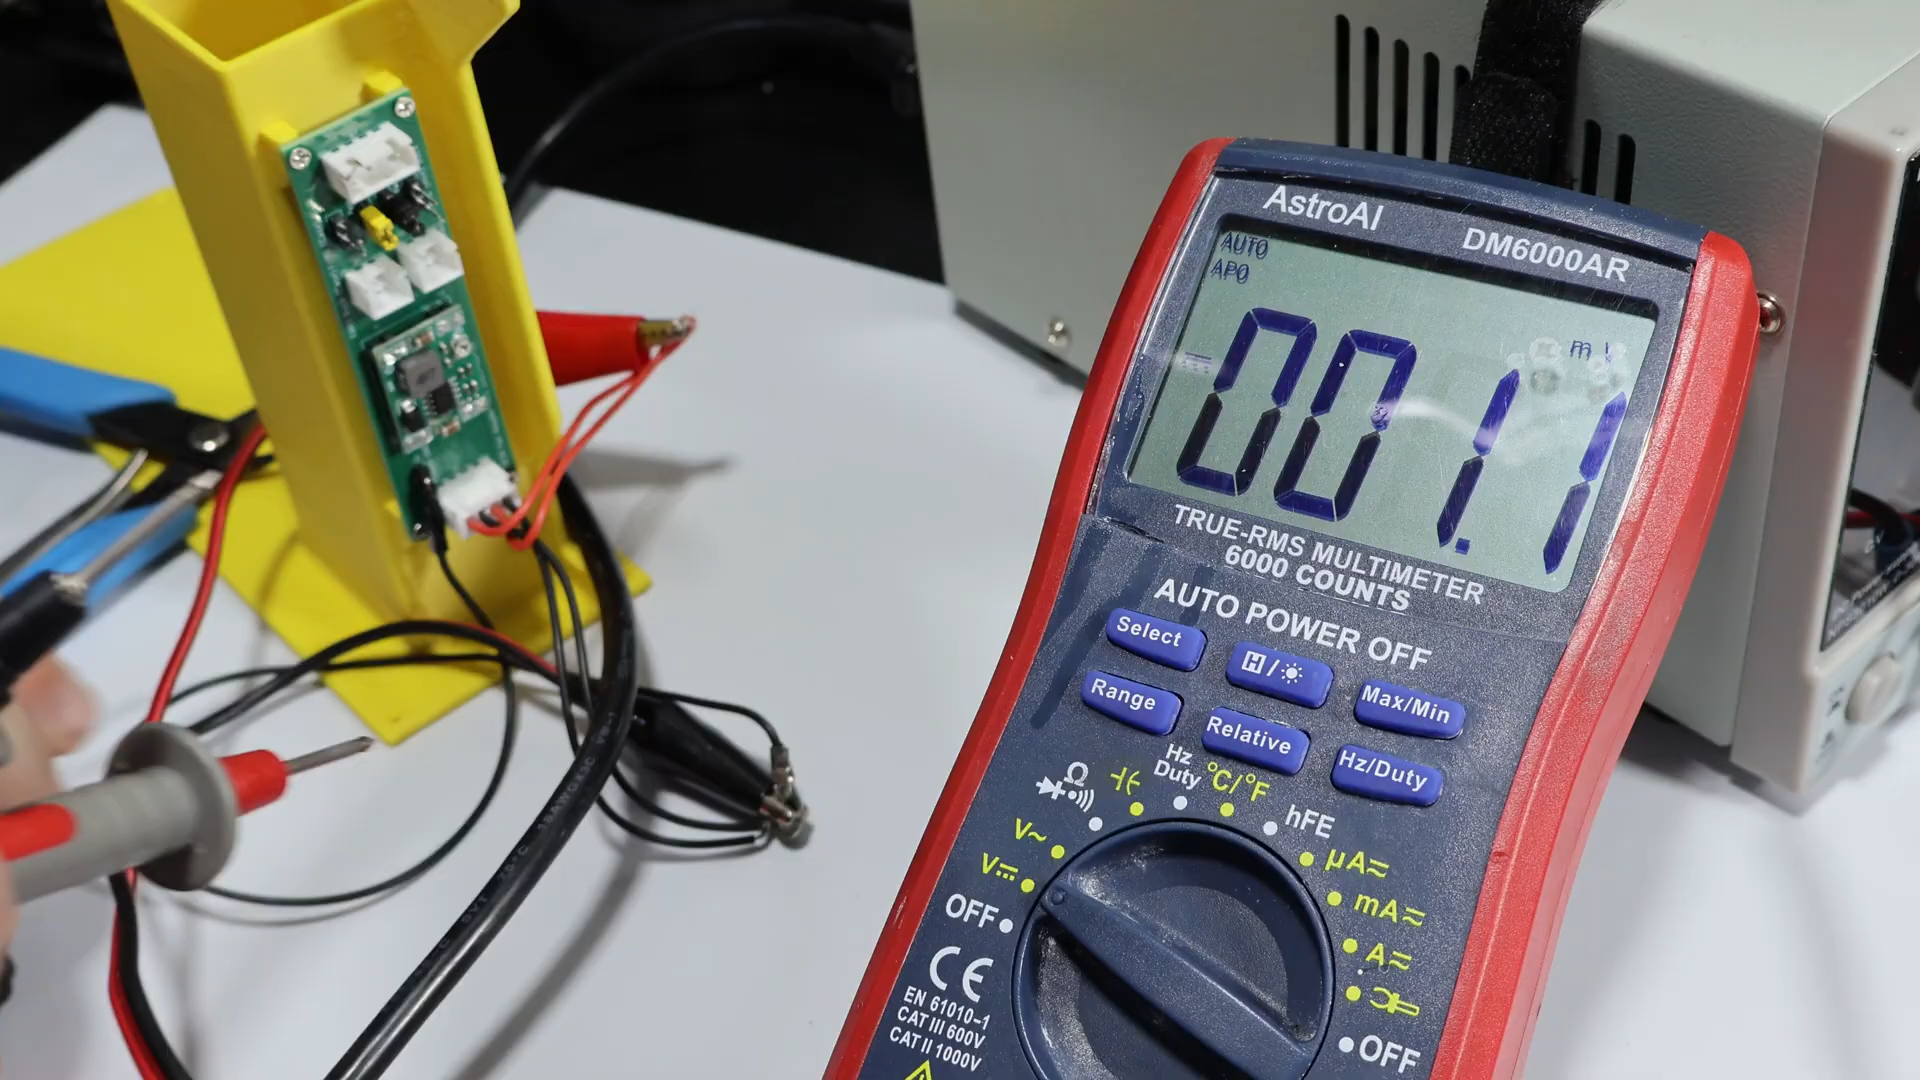 AstroAI
DM6000AR
AUTO
APO
m V
001.1
TRUE-RMS MULTIMETER
6000 COUNTS
AUTO POWER OFF
Select
H/
Max/Min
Range
Relative
Hz/Duty
Hz
Duty
°C/°F
hFE
Ω
V~
V
OFF
µA
mA
A
OFF
CE
EN 61010-1
CAT III 600V
CAT II 1000V
18AWGX3C